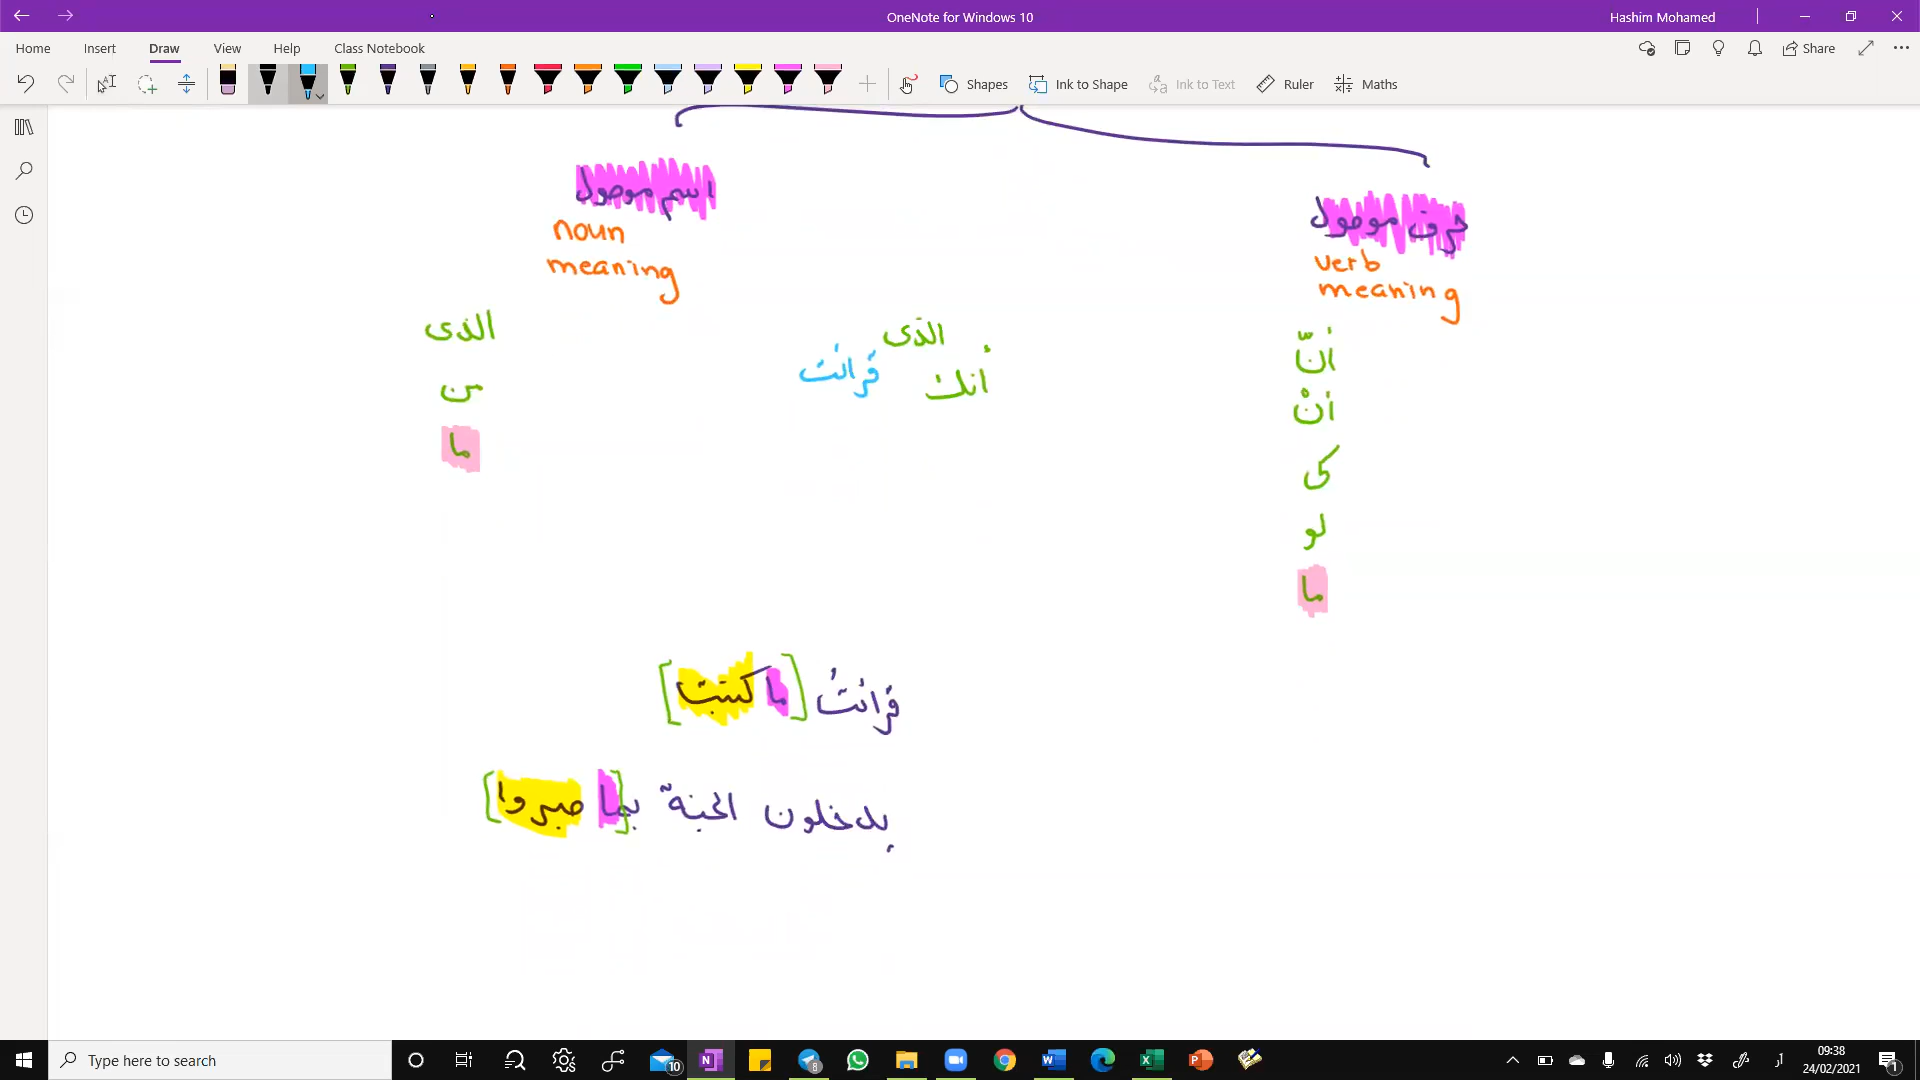 OneNote for Windows 10
Hashim Mohamed
Home Insert Draw View Help Class Notebook
Share
Shapes Ink to Shape Ink to Text Ruler Maths
اسم موصول
noun
meaning
حرف موصول
verb
meaning
الذى
من
ما
الذى
أنك قرأت
أنّ
أنْ
كى
لو
ما
قرأتُ [ما كتبت]
يدخلون الجنة بما [صبروا]
Type here to search
10
8
09:38
24/02/2021
1